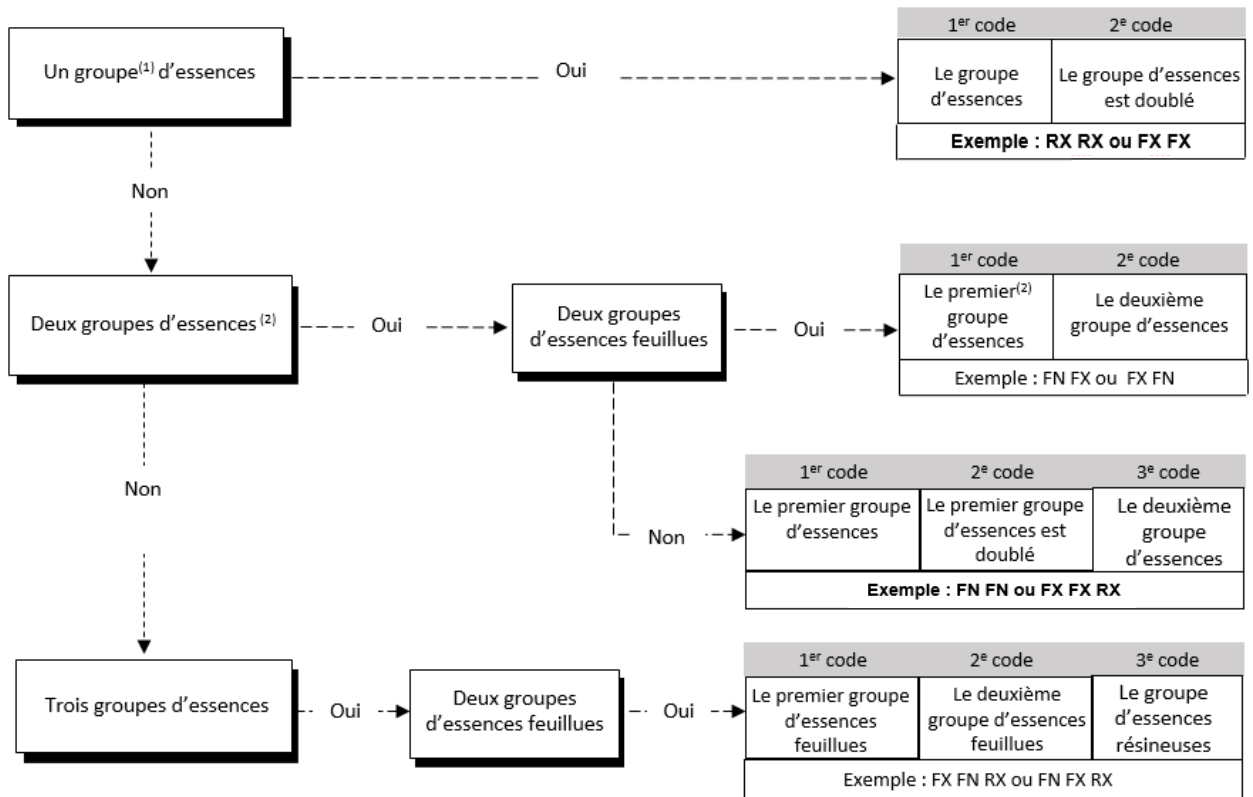 1er code 2e code
Un groupe(1) d'essences
Oui
Le groupe
d'essences
Le groupe d'essences
est doublé
Exemple : RX RX ou FX FX
Non
1er code 2e code
Deux groupes d'essences (2)
Oui
Deux groupes
d'essences feuillues
Oui
Le premier(2)
groupe
d'essences
Le deuxième
groupe d'essences
Exemple : FN FX ou FX FN
Non
1er code 2e code 3e code
Non
Le premier groupe
d'essences
Le premier groupe
d'essences est
doublé
Le deuxième
groupe
d'essences
Exemple : FN FN ou FX FX RX
1er code 2e code 3e code
Trois groupes d'essences
Oui
Deux groupes
d'essences feuillues
Oui
Le premier groupe
d'essences
feuillues
Le deuxième
groupe d'essences
feuillues
Le groupe
d'essences
résineuses
Exemple : FX FN RX ou FN FX RX